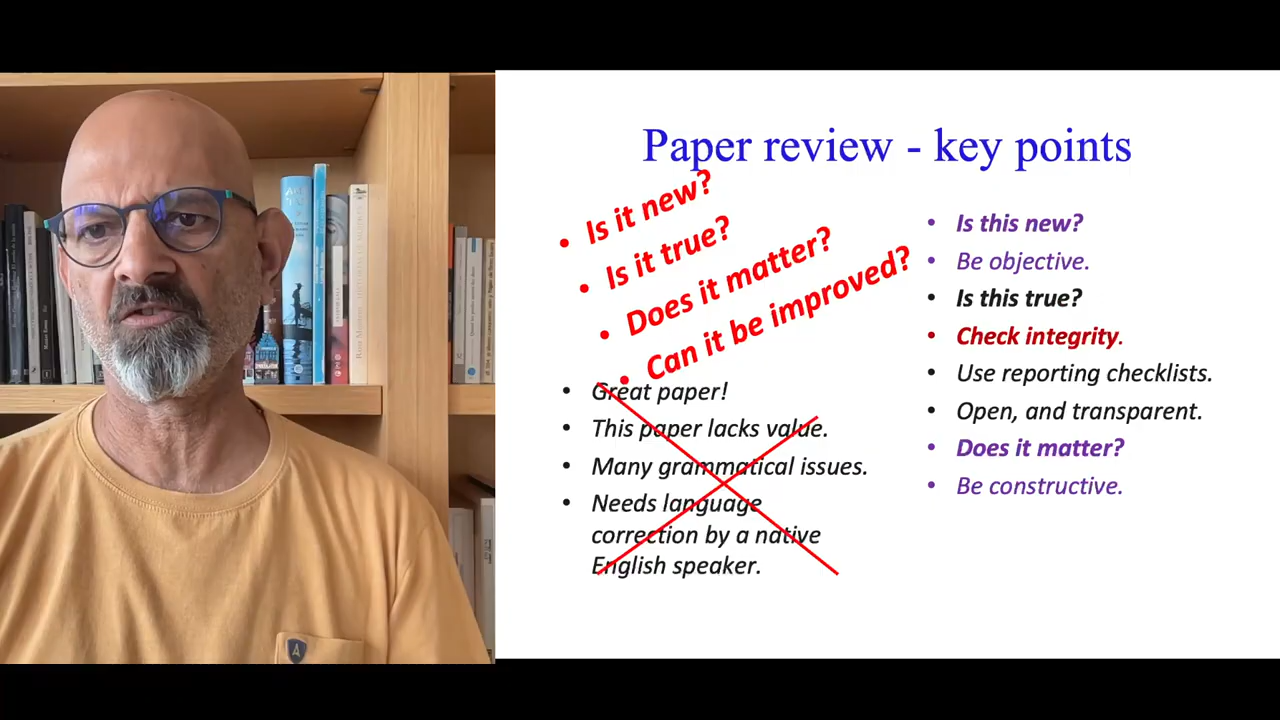 Paper review - key points
• Is it new?
• Is it true?
• Does it matter?
• Can it be improved?
• Great paper!
• This paper lacks value.
• Many grammatical issues.
• Needs language
correction by a native
English speaker.
• Is this new?
• Be objective.
• Is this true?
• Check integrity.
• Use reporting checklists.
• Open, and transparent.
• Does it matter?
• Be constructive.